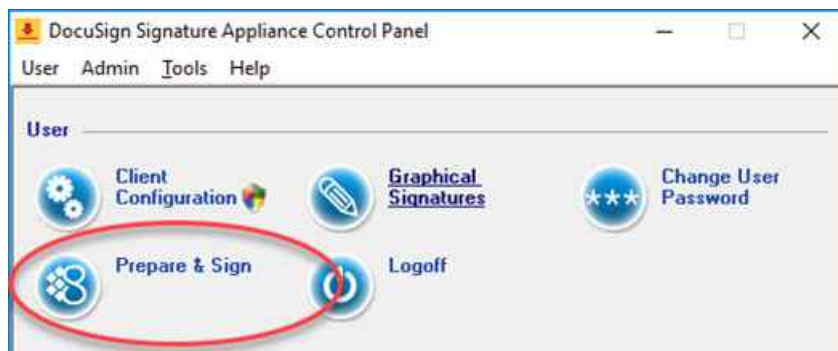 DocuSign Signature Appliance Control Panel
User Admin Tools Help
User
Client
Configuration
Graphical
Signatures
***
Change User
Password
Prepare & Sign
Logoff